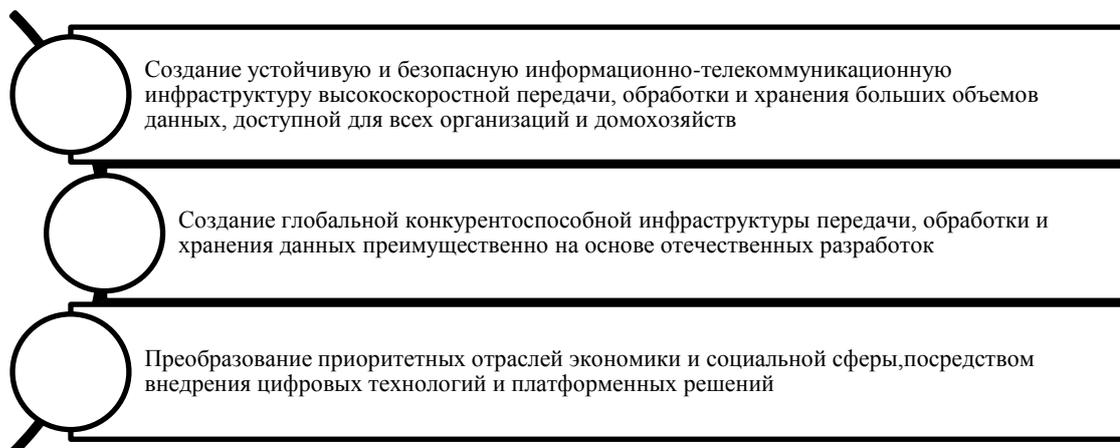 Создание устойчивую и безопасную информационно-телекоммуникационную
инфраструктуру высокоскоростной передачи, обработки и хранения больших объемов
данных, доступной для всех организаций и домохозяйств
Создание глобальной конкурентоспособной инфраструктуры передачи, обработки и
хранения данных преимущественно на основе отечественных разработок
Преобразование приоритетных отраслей экономики и социальной сферы,посредством
внедрения цифровых технологий и платформенных решений